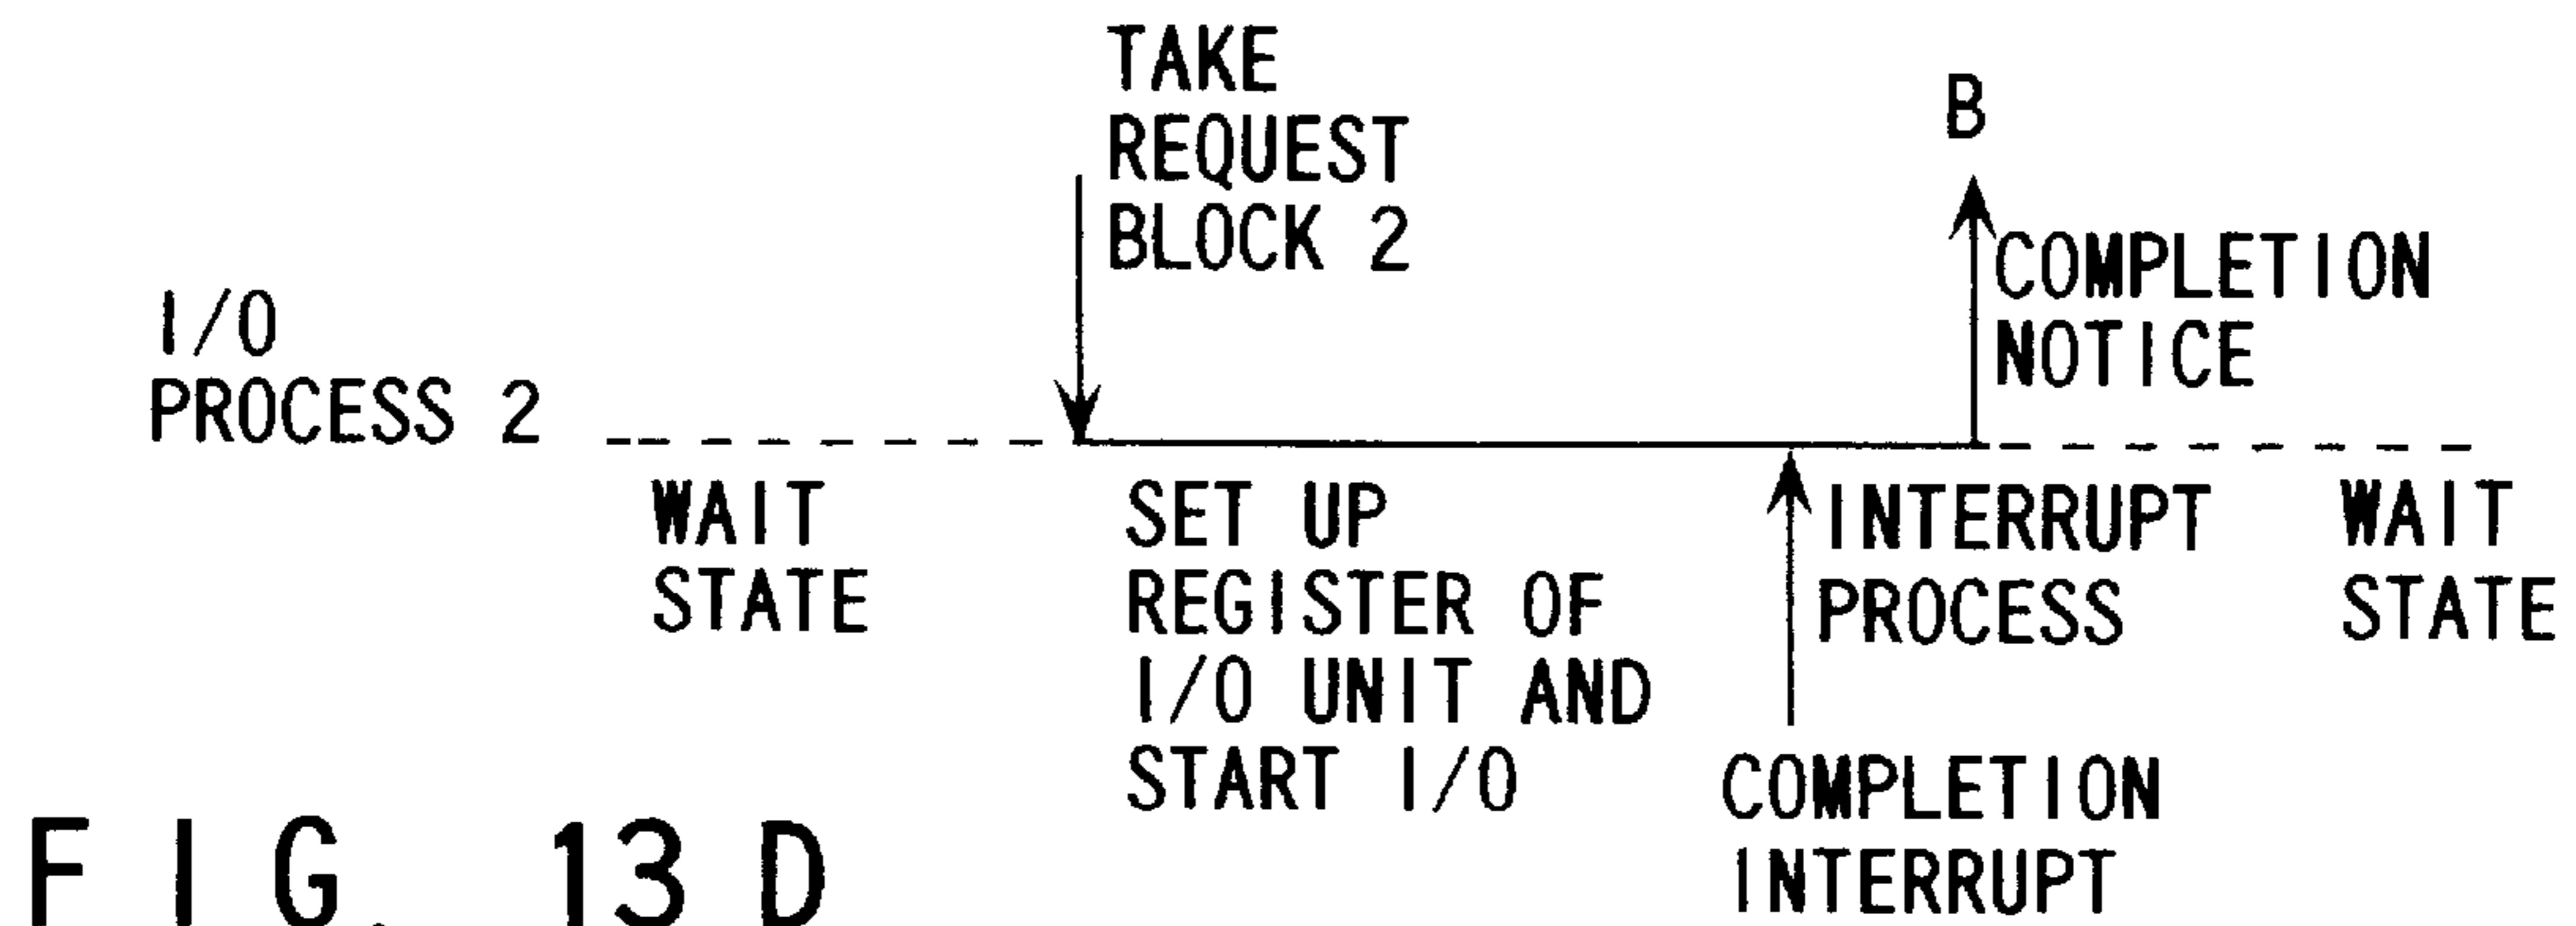 TAKE
REQUEST
BLOCK 2
B
COMPLETION
NOTICE
I/O
PROCESS 2
WAIT
STATE
SET UP
REGISTER OF
I/O UNIT AND
START I/O
INTERRUPT
PROCESS
WAIT
STATE
COMPLETION
INTERRUPT
FIG. 13D